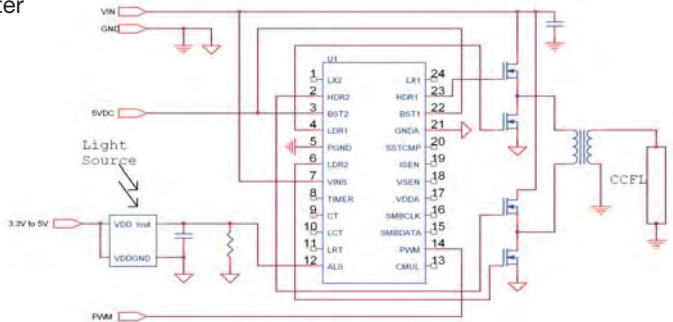 ter
VIN
GND
5VDC
Light
Source
3.3V to 5V
VDD Iout
VDDGND
PWM
U1
1 LX2
2 HDR2
3 BST2
4 LDR1
5 PGND
6 LDR2
7 VINS
8 TIMER
9 CT
10 LCT
11 LRT
12 ALS
LX1 24
HDR1 23
BST1 22
GNDA 21
SSTCMP 20
ISEN 19
VSEN 18
VDDA 17
SMBCLK 16
SMBDATA 15
PWM 14
CMUL 13
CCFL